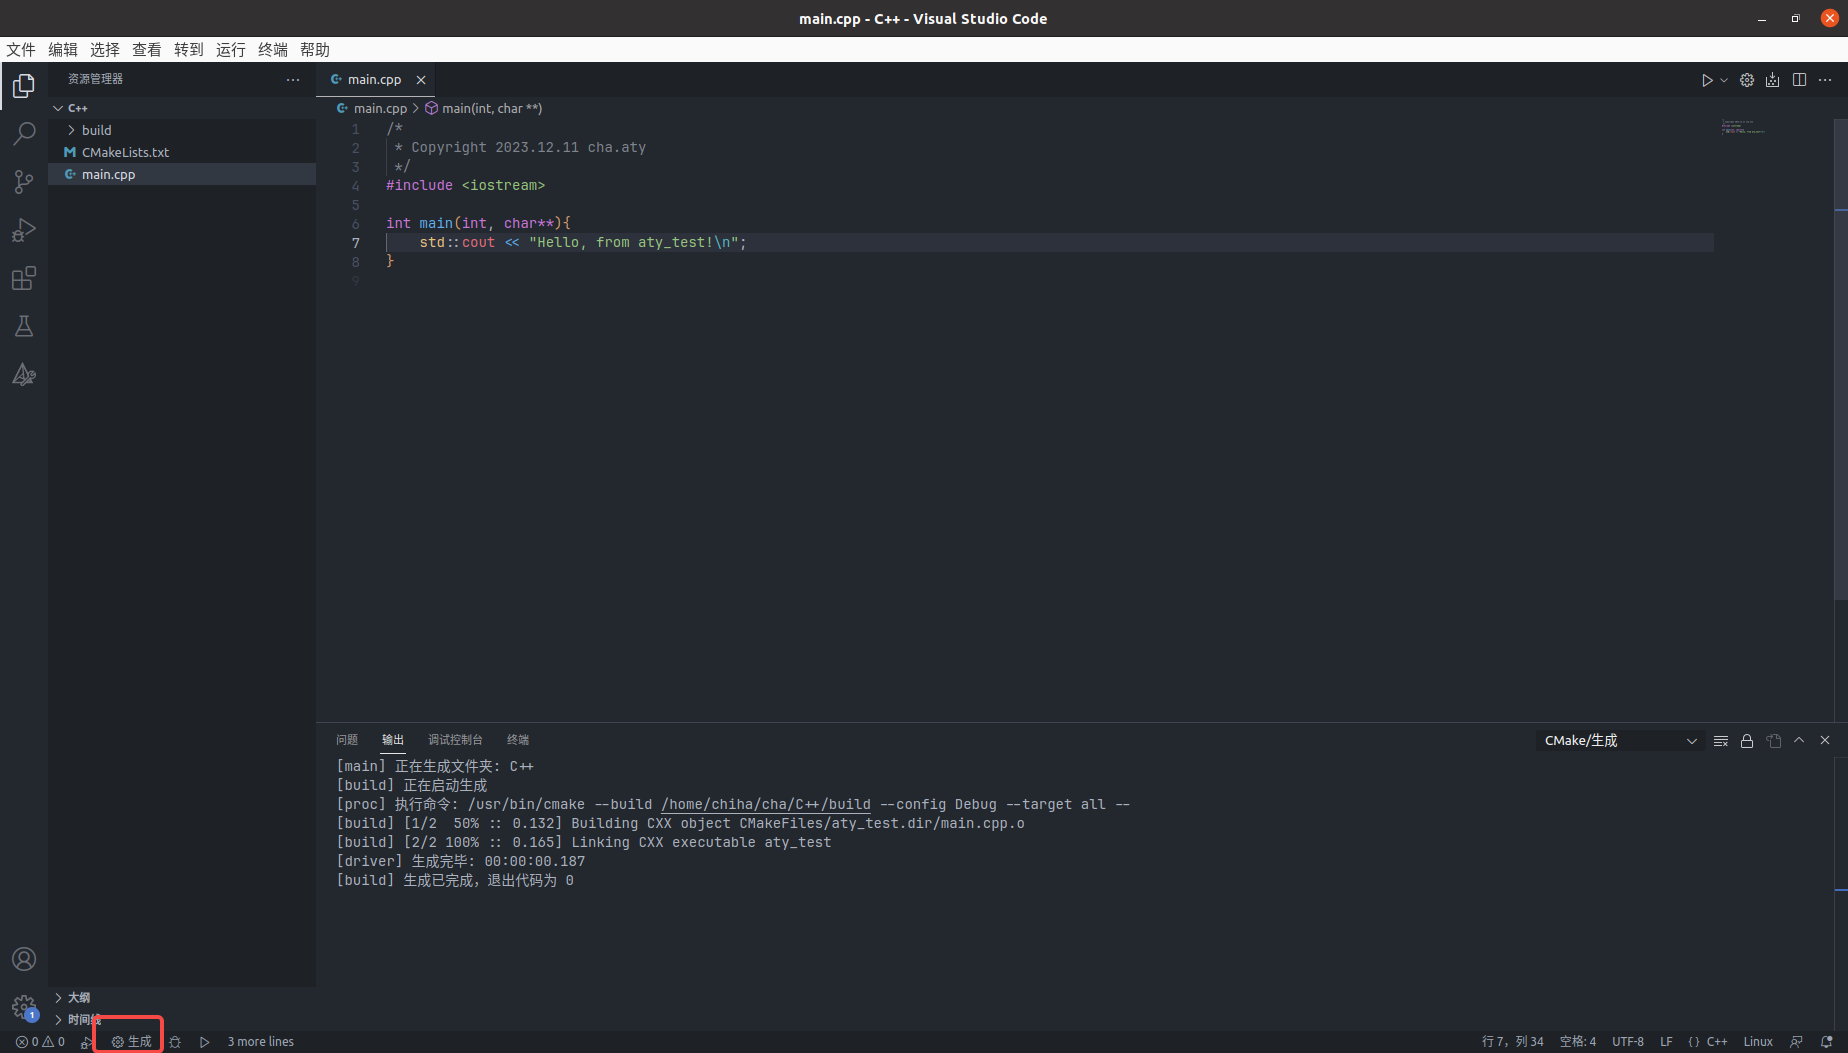 main.cpp - C++ - Visual Studio Code
文件 编辑 选择 查看 转到 运行 终端 帮助
资源管理器
C++
build
CMakeLists.txt
main.cpp
main.cpp
main.cpp > main(int, char **)
1 /*
2 * Copyright 2023.12.11 cha.aty
3 */
4 #include <iostream>
5
6 int main(int, char**){
7 std::cout << "Hello, from aty_test!\n";
8 }
9
问题 输出 调试控制台 终端
CMake/生成
[main] 正在生成文件夹: C++
[build] 正在启动生成
[proc] 执行命令: /usr/bin/cmake --build /home/chiha/cha/C++/build --config Debug --target all --
[build] [1/2  50% :: 0.132] Building CXX object CMakeFiles/aty_test.dir/main.cpp.o
[build] [2/2 100% :: 0.165] Linking CXX executable aty_test
[driver] 生成完毕: 00:00:00.187
[build] 生成已完成，退出代码为 0
大纲
时间线
1
0 0 生成 3 more lines
行 7，列 34 空格: 4 UTF-8 LF {} C++ Linux